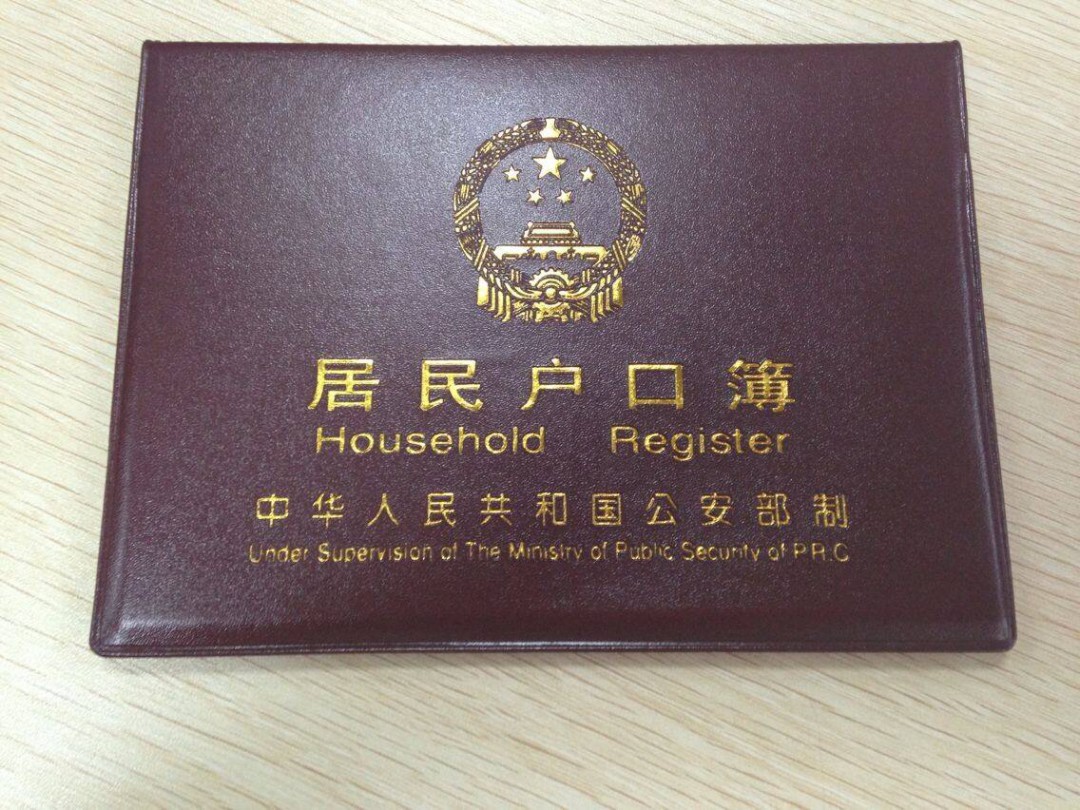 居民户口簿
Household Register
中华人民共和国公安部制
Under Supervision of The Ministry of Public Security of P.R.C